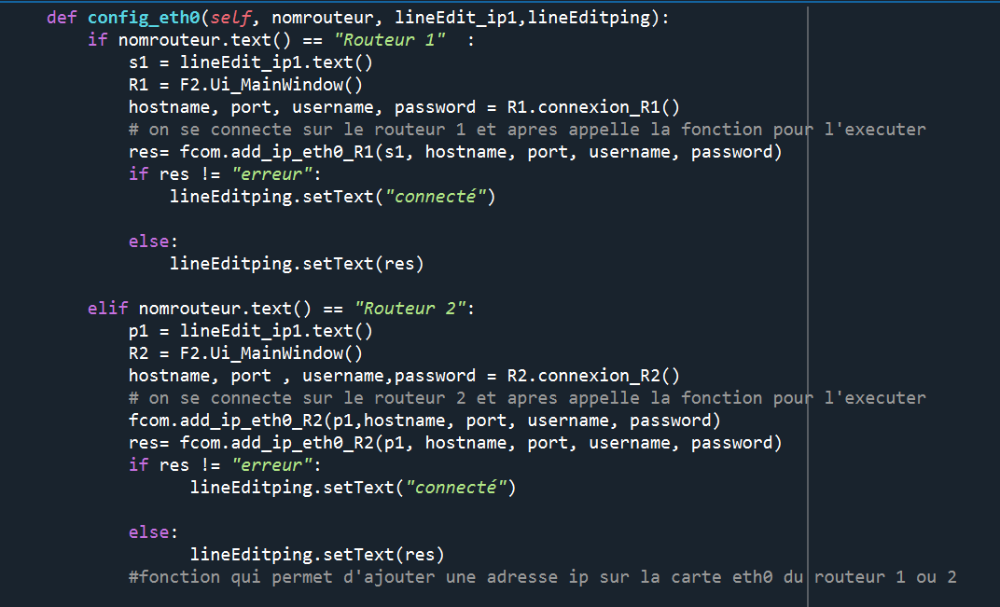 def config_eth0(self, nomrouteur, lineEdit_ip1,lineEditping):
    if nomrouteur.text() == "Routeur 1"  :
        s1 = lineEdit_ip1.text()
        R1 = F2.Ui_MainWindow()
        hostname, port, username, password = R1.connexion_R1()
        # on se connecte sur le routeur 1 et apres appelle la fonction pour l'executer
        res= fcom.add_ip_eth0_R1(s1, hostname, port, username, password)
        if res != "erreur":
            lineEditping.setText("connecté")

        else:
            lineEditping.setText(res)

    elif nomrouteur.text() == "Routeur 2":
        p1 = lineEdit_ip1.text()
        R2 = F2.Ui_MainWindow()
        hostname, port , username,password = R2.connexion_R2()
        # on se connecte sur le routeur 2 et apres appelle la fonction pour l'executer
        fcom.add_ip_eth0_R2(p1,hostname, port, username, password)
        res= fcom.add_ip_eth0_R2(p1, hostname, port, username, password)
        if res != "erreur":
              lineEditping.setText("connecté")

        else:
              lineEditping.setText(res)
        #fonction qui permet d'ajouter une adresse ip sur la carte eth0 du routeur 1 ou 2